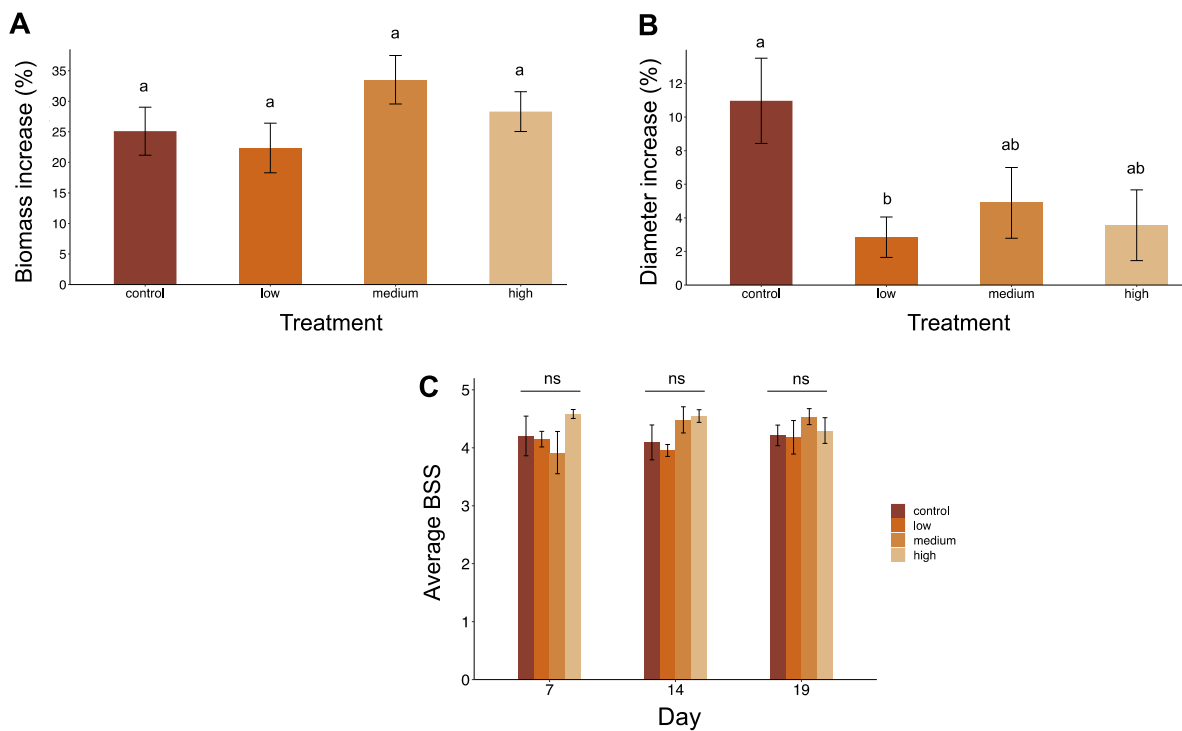 A
Biomass increase (%)
35
30
25
20
15
10
5
0
a
a
a
a
control
low
medium
high
Treatment
B
Diameter increase (%)
12
10
8
6
4
2
0
a
b
ab
ab
control
low
medium
high
Treatment
C
Average BSS
5
4
3
2
1
0
ns
ns
ns
7
14
19
Day
control
low
medium
high